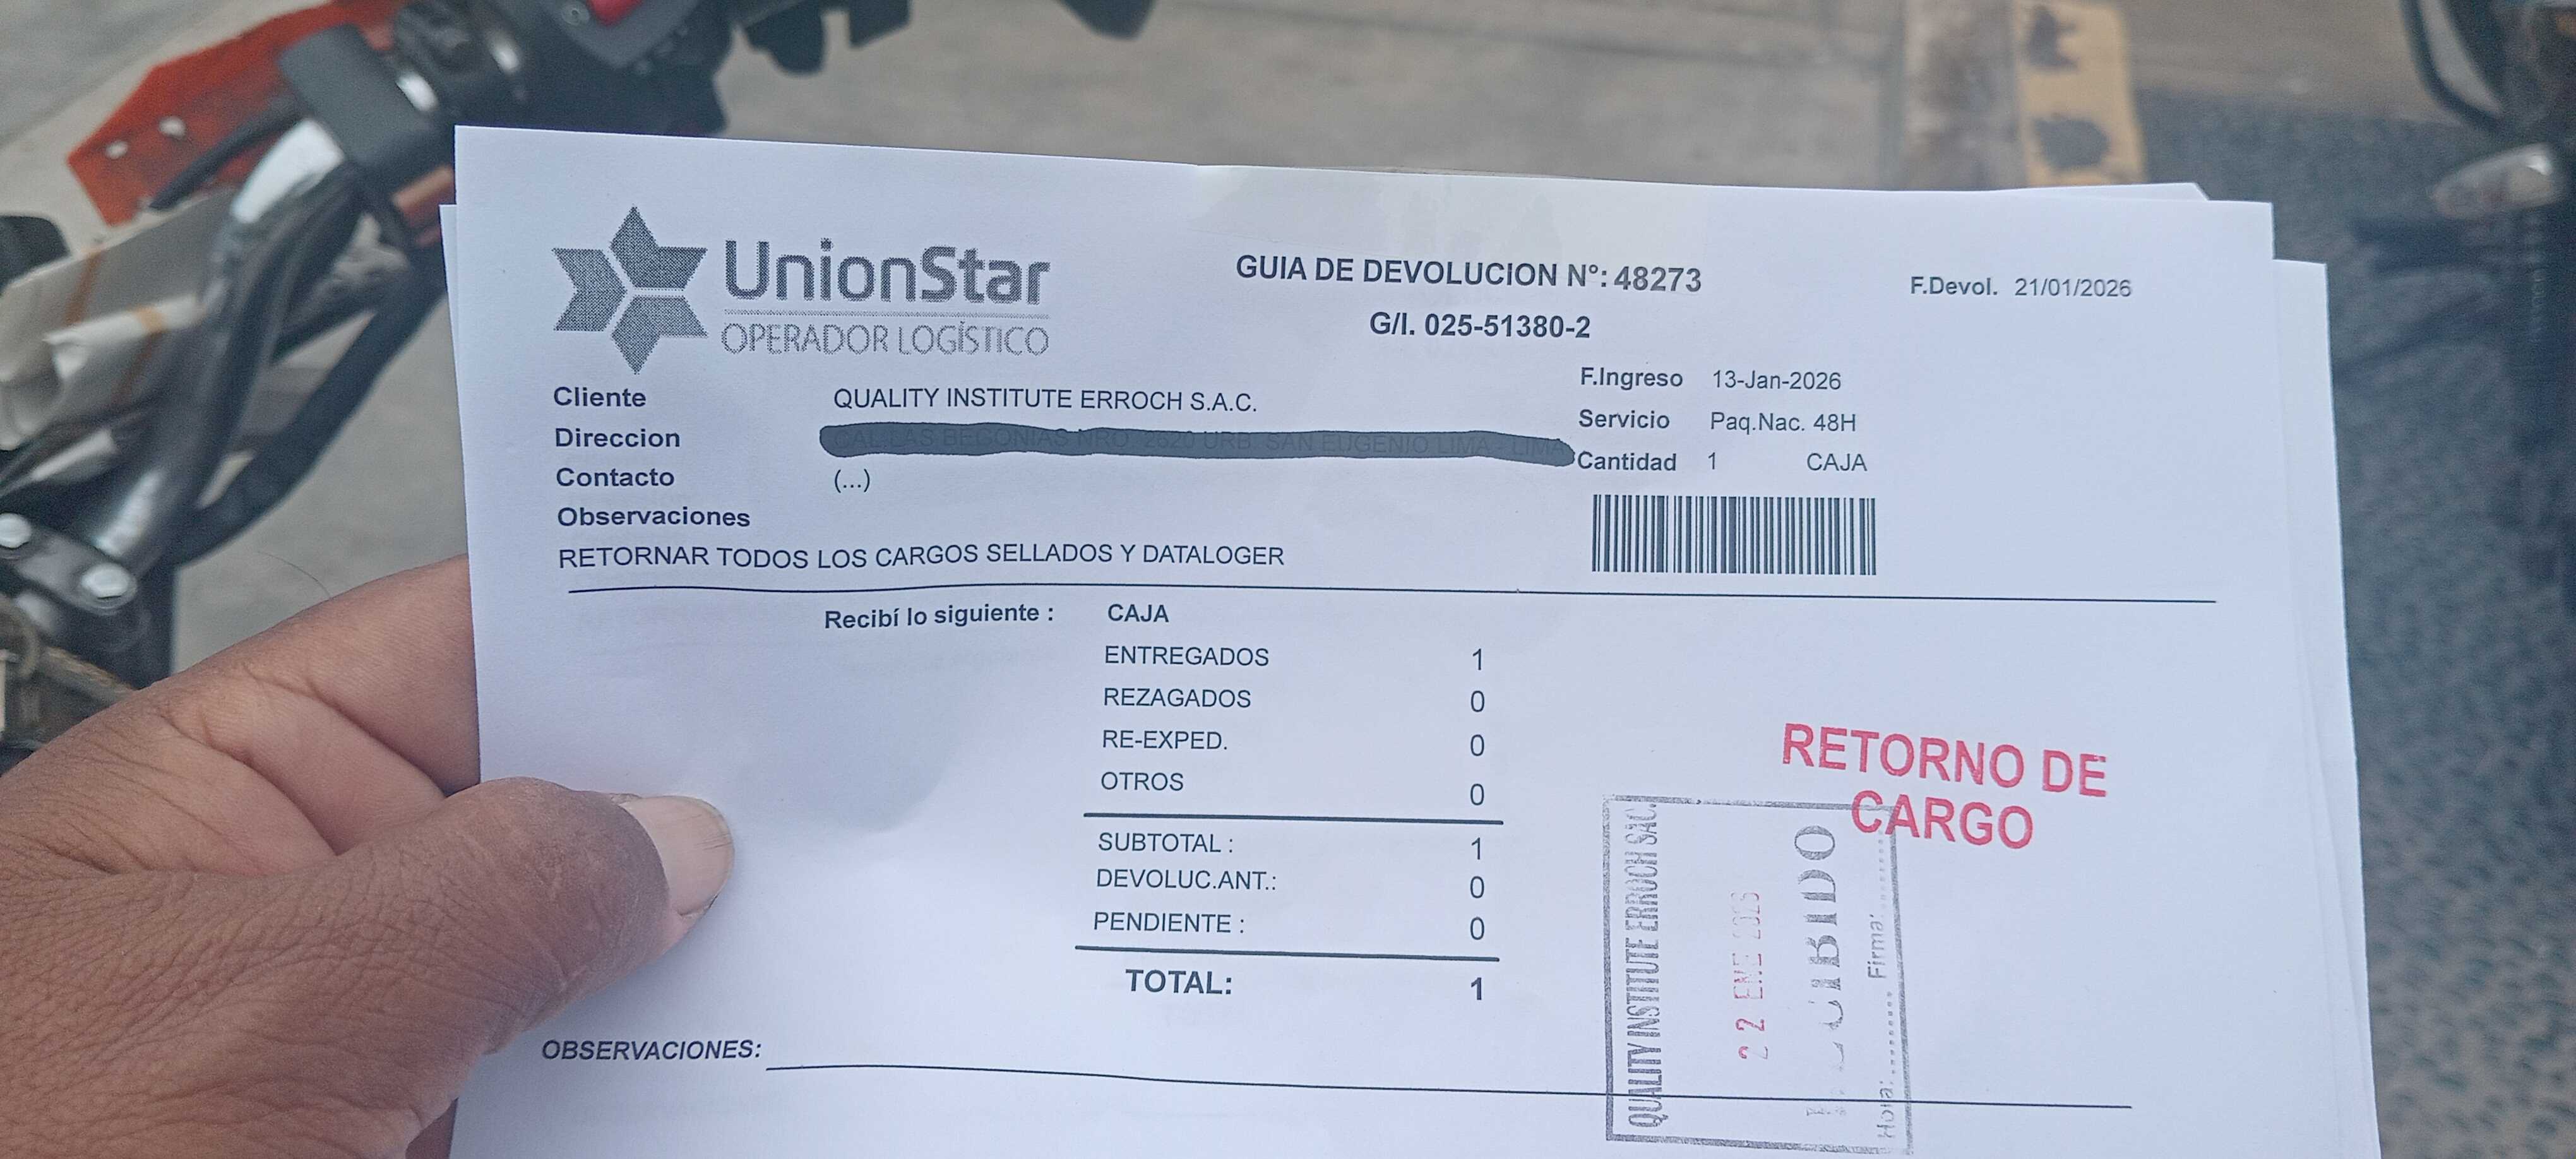 UnionStar
OPERADOR LOGÍSTICO
GUIA DE DEVOLUCION Nº: 48273
G/I. 025-51380-2
F.Devol. 21/01/2026
F.Ingreso 13-Jan-2026
Cliente QUALITY INSTITUTE ERROCH S.A.C.
Servicio Paq.Nac. 48H
Direccion
Cantidad 1 CAJA
Contacto (...)
Observaciones
RETORNAR TODOS LOS CARGOS SELLADOS Y DATALOGER
Recibí lo siguiente : CAJA
ENTREGADOS 1
REZAGADOS 0
RE-EXPED. 0
OTROS 0
SUBTOTAL : 1
DEVOLUC.ANT.: 0
PENDIENTE : 0
TOTAL: 1
RETORNO DE
CARGO
QUALITY INSTITUTE ERROCH SAC.
22 ENE 2026
Hora: Firma:
OBSERVACIONES: